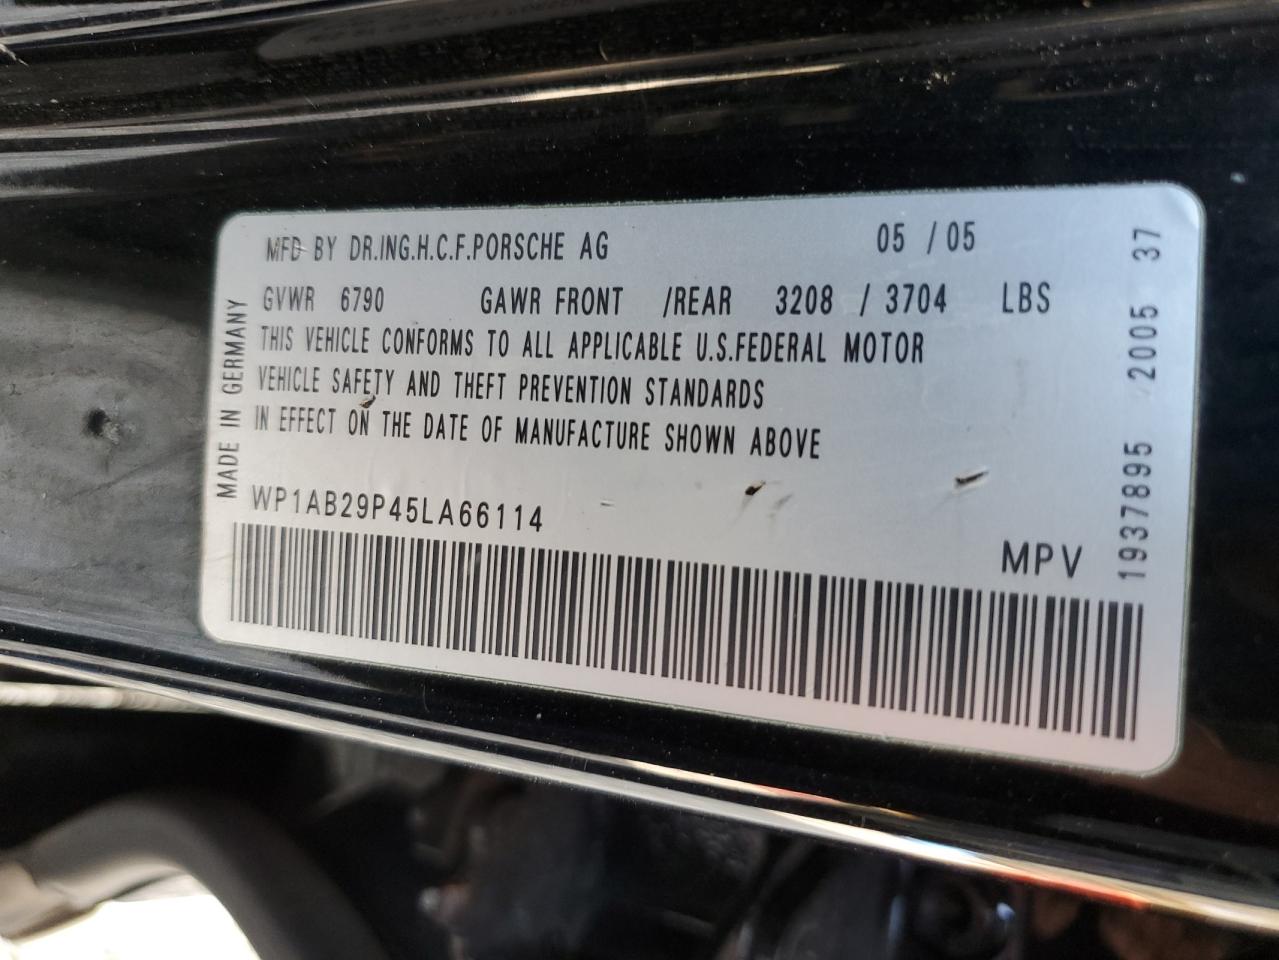 MFD BY DR.ING.H.C.F.PORSCHE AG 05 / 05
GVWR 6790 GAWR FRONT /REAR 3208 / 3704 LBS
THIS VEHICLE CONFORMS TO ALL APPLICABLE U.S.FEDERAL MOTOR
VEHICLE SAFETY AND THEFT PREVENTION STANDARDS
IN EFFECT ON THE DATE OF MANUFACTURE SHOWN ABOVE
WP1AB29P45LA66114
MPV
MADE IN GERMANY
1937895 2005 37